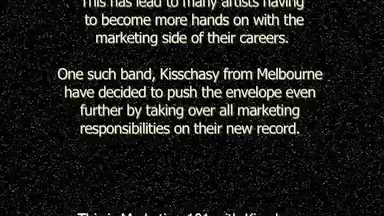 This has lead to many artists having
to become more hands on with the
marketing side of their careers.
One such band, Kisschasy from Melbourne
have decided to push the envelope even
further by taking over all marketing
responsibilities on their new record.
This is Marketing 101 with Kisschasy